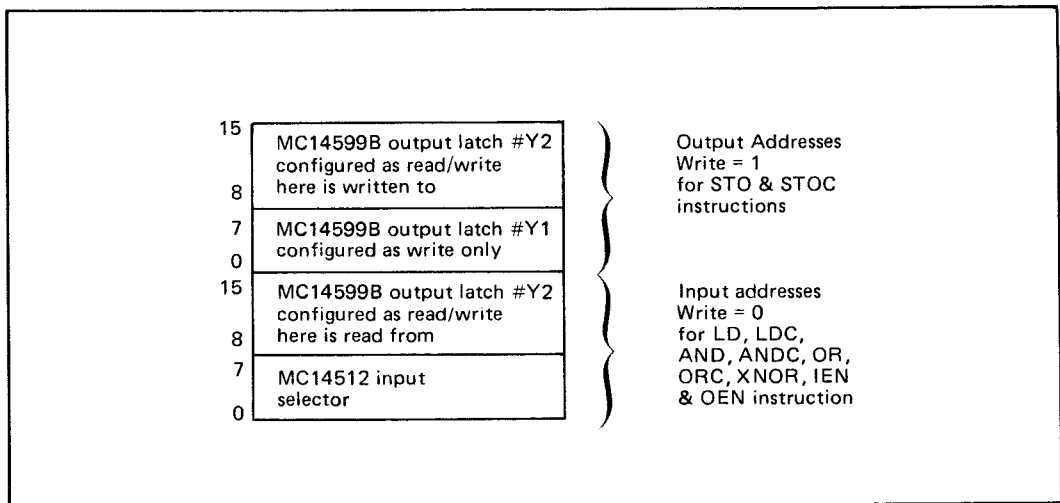 15
MC14599B output latch #Y2
configured as read/write
here is written to
8
7
MC14599B output latch #Y1
configured as write only
0
15
MC14599B output latch #Y2
configured as read/write
here is read from
8
7
MC14512 input
selector
0
Output Addresses
Write = 1
for STO & STOC
instructions
Input addresses
Write = 0
for LD, LDC,
AND, ANDC, OR,
ORC, XNOR, IEN
& OEN instruction